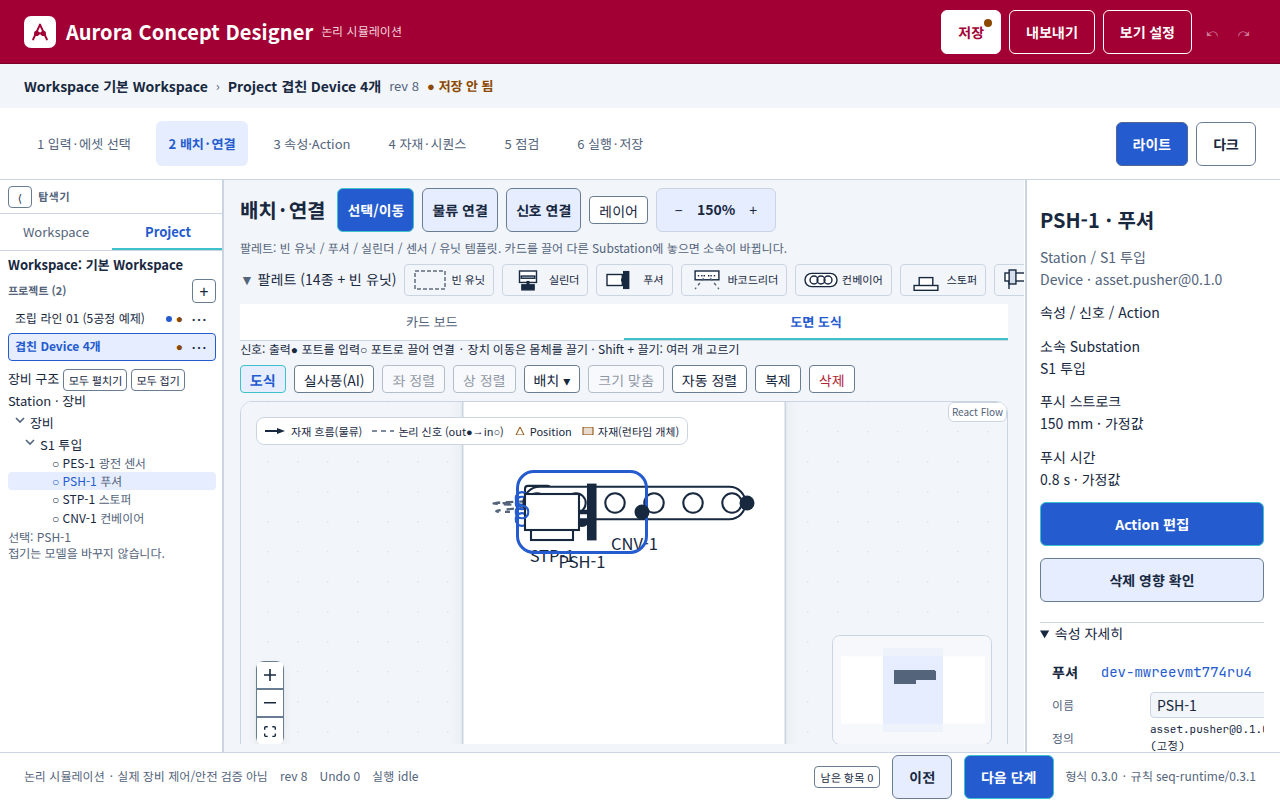 Aurora Concept Designer 논리 시뮬레이션 저장 내보내기 보기 설정
Workspace 기본 Workspace › Project 겹친 Device 4개 rev 8 ● 저장 안 됨
1 입력·에셋 선택 2 배치·연결 3 속성·Action 4 자재·시퀀스 5 점검 6 실행·저장 라이트 다크
⟨ 탐색기
Workspace Project
Workspace: 기본 Workspace
프로젝트 (2) +
조립 라인 01 (5공정 예제) ● ● ···
겹친 Device 4개 ● ···
장비 구조 모두 펼치기 모두 접기
Station · 장비
장비
S1 투입
○ PES-1 광전 센서
○ PSH-1 푸셔
○ STP-1 스토퍼
○ CNV-1 컨베이어
선택: PSH-1
접기는 모델을 바꾸지 않습니다.
배치·연결 선택/이동 물류 연결 신호 연결 레이어 − 150% +
팔레트: 빈 유닛 / 푸셔 / 실린더 / 센서 / 유닛 템플릿. 카드를 끌어 다른 Substation에 놓으면 소속이 바뀝니다.
▼ 팔레트 (14종 + 빈 유닛) 빈 유닛 실린더 푸셔 바코드리더 컨베이어 스토퍼
카드 보드 도면 도식
신호: 출력● 포트를 입력○ 포트로 끌어 연결 · 장치 이동은 몸체를 끌기 · Shift + 끌기: 여러 개 고르기
도식 실사풍(AI) 좌 정렬 상 정렬 배치 ▾ 크기 맞춤 자동 정렬 복제 삭제
React Flow
자재 흐름(물류) 논리 신호 (out●→in○) Position 자재(런타임 개체)
CNV-1
STP-1
PSH-1
PSH-1 · 푸셔
Station / S1 투입
Device · asset.pusher@0.1.0
속성 / 신호 / Action
소속 Substation
S1 투입
푸시 스트로크
150 mm · 가정값
푸시 시간
0.8 s · 가정값
Action 편집
삭제 영향 확인
▼ 속성 자세히
푸셔 dev-mwreevmt774ru4
이름 PSH-1
정의 asset.pusher@0.1.
(고정)
논리 시뮬레이션 · 실제 장비 제어/안전 검증 아님 rev 8 Undo 0 실행 idle 남은 항목 0 이전 다음 단계 형식 0.3.0 · 규칙 seq-runtime/0.3.1